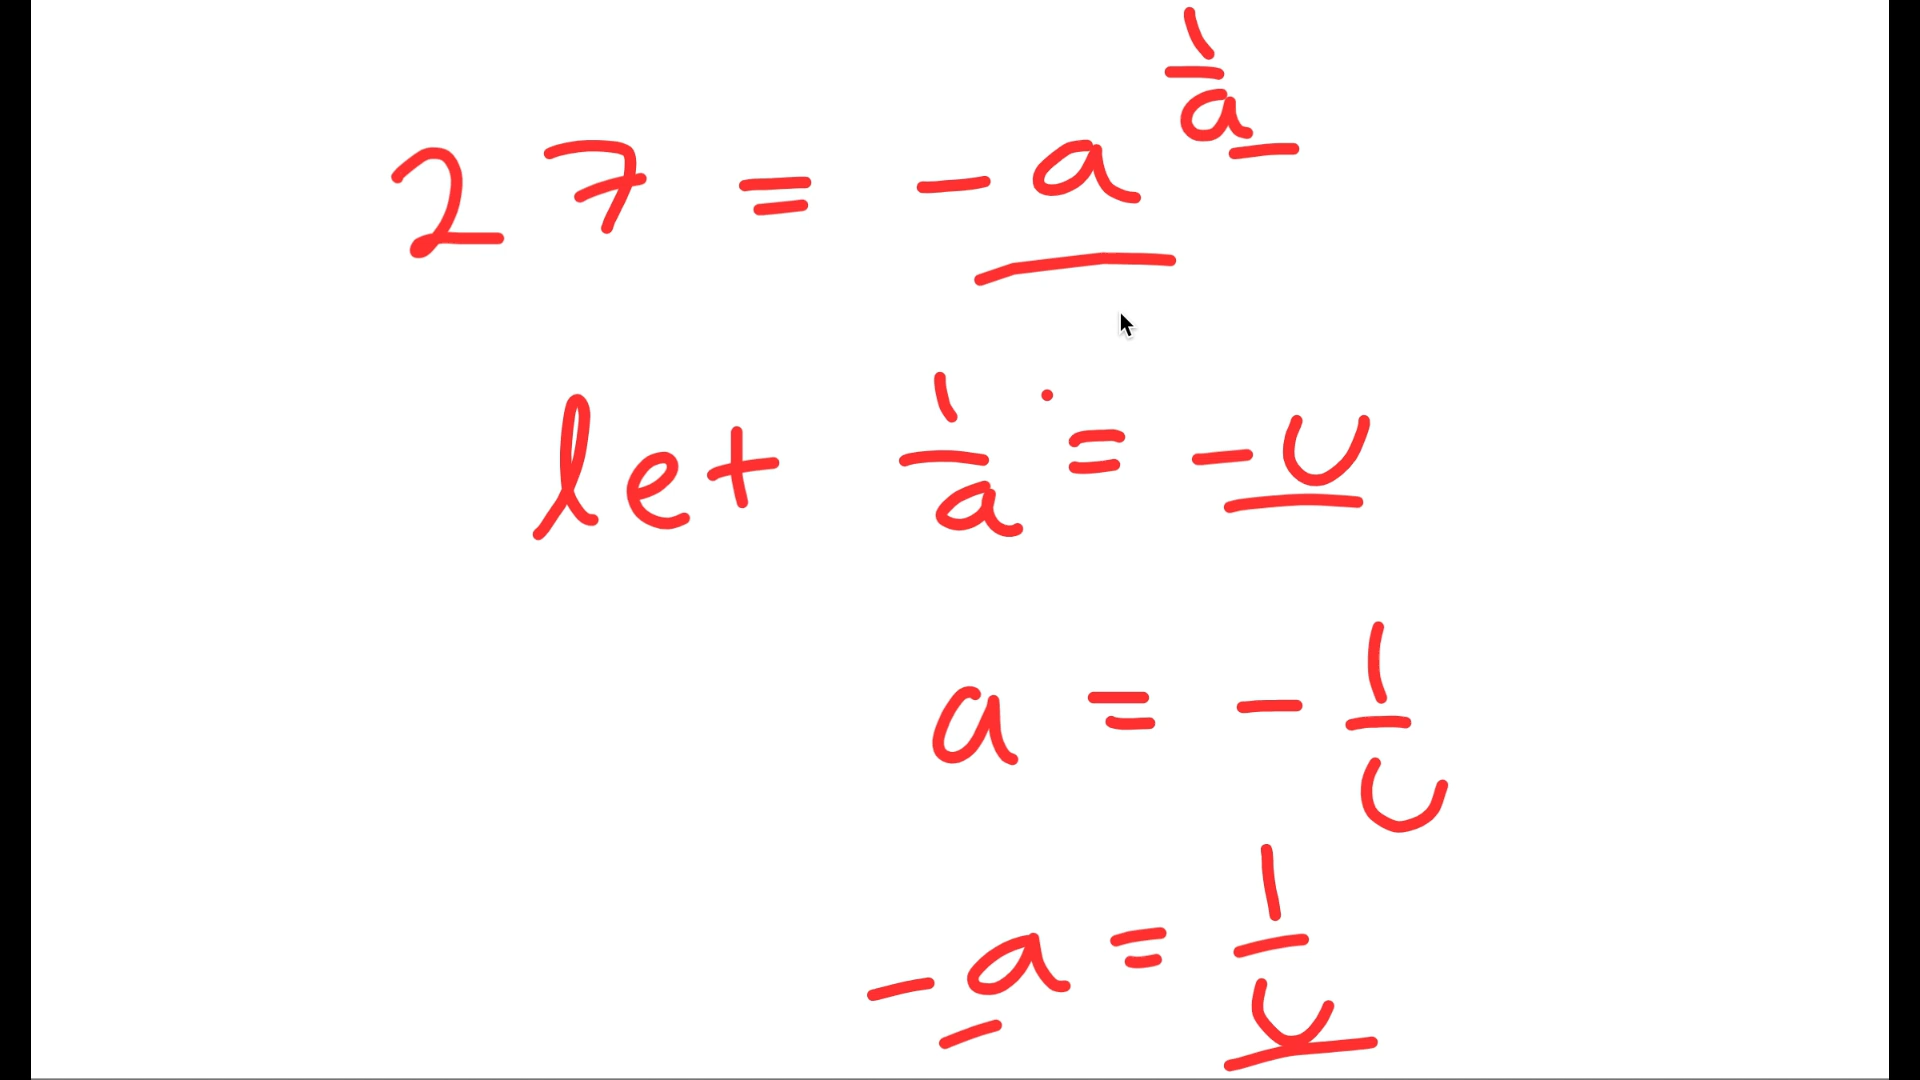 27 = -a^(1/a)
let 1/a = -u
a = -1/u
-a = 1/u